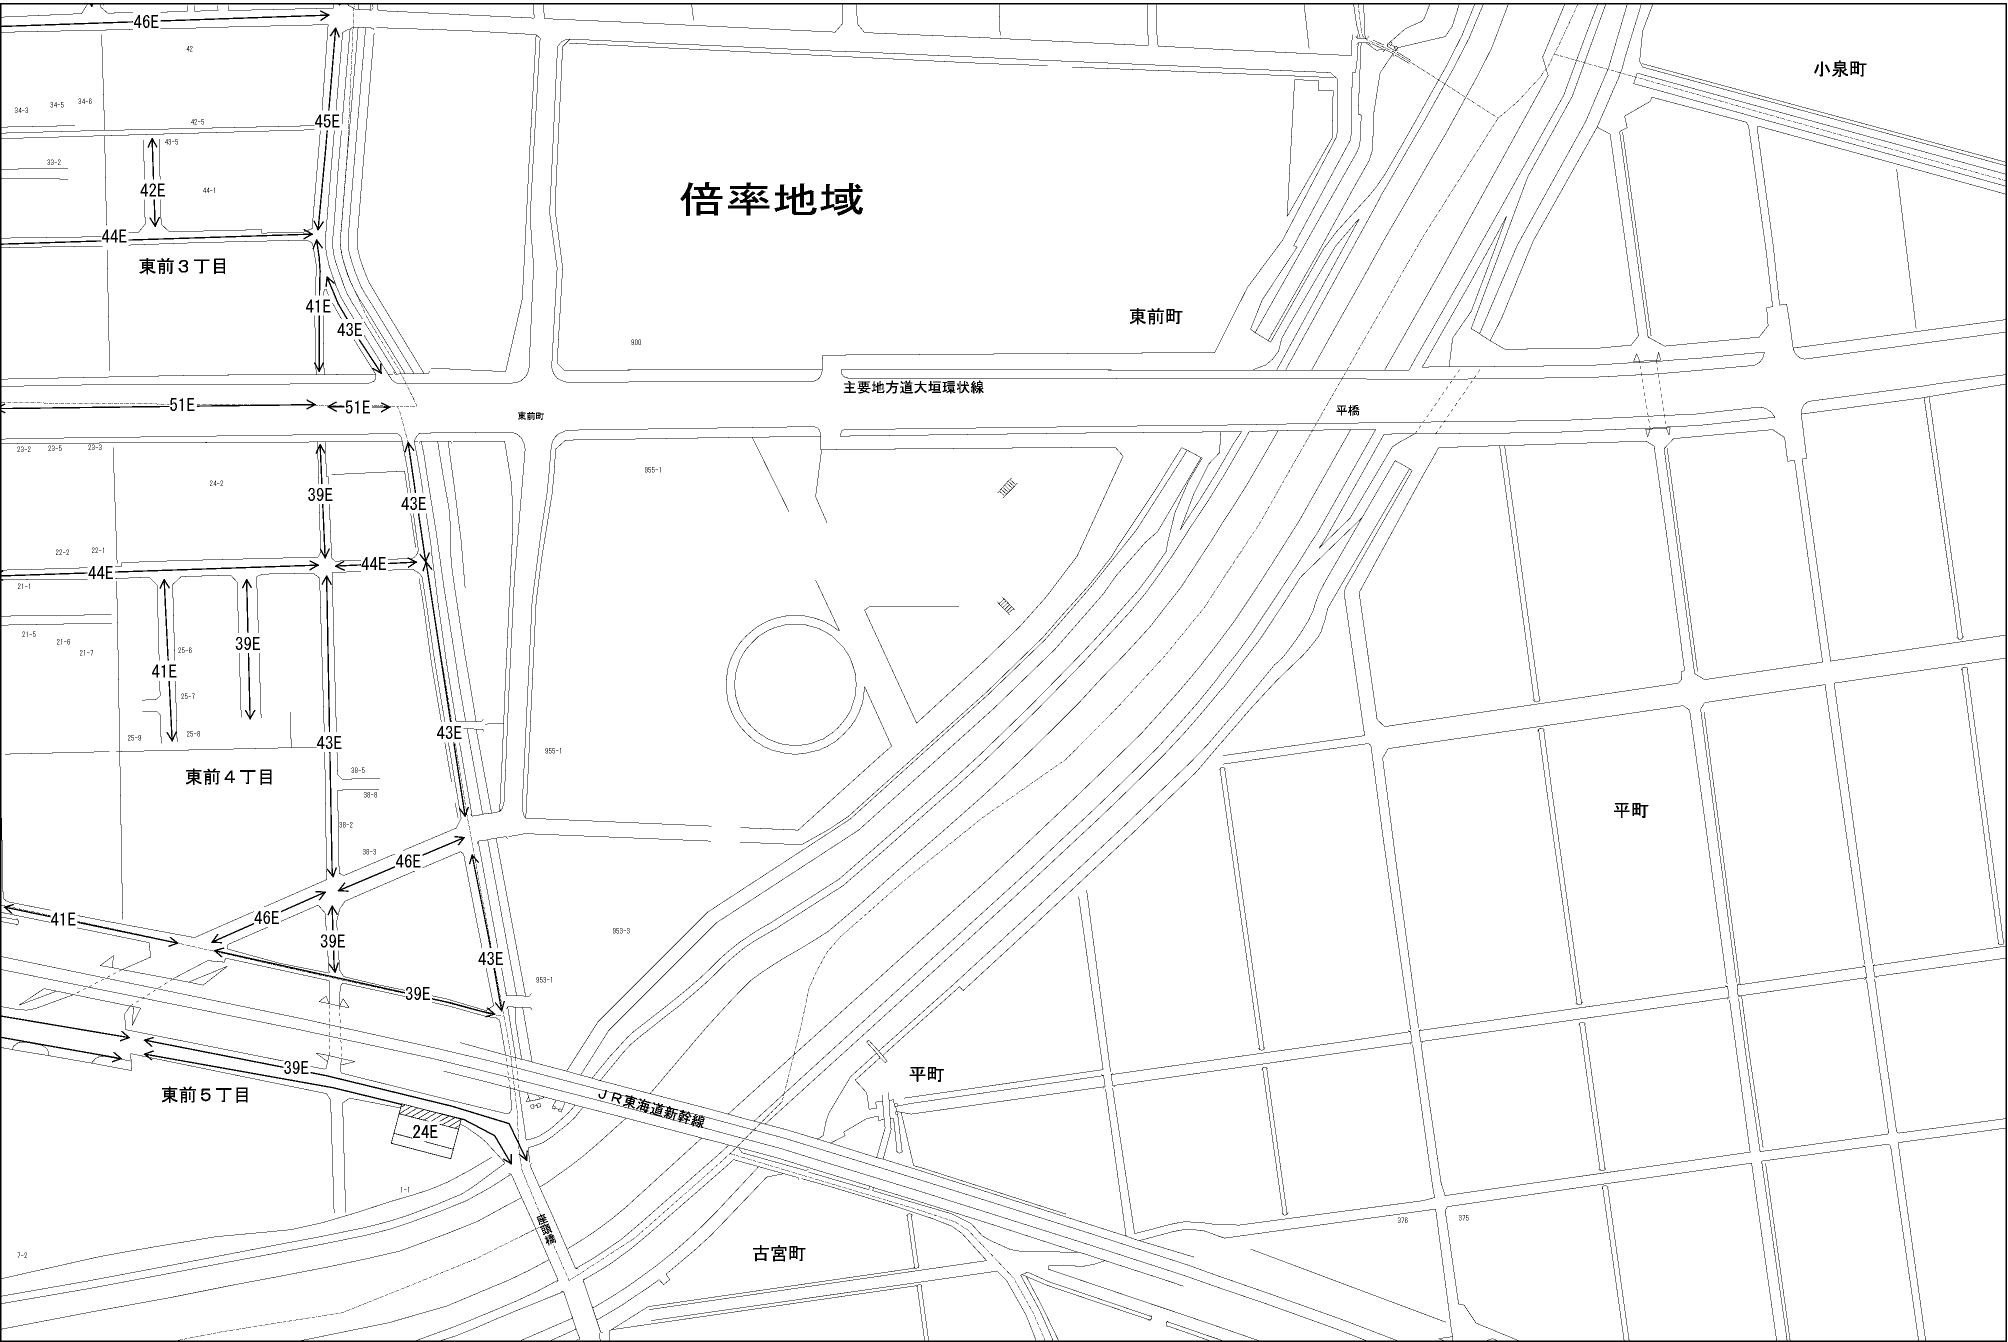 46E
42
小泉町
34-3
34-5
34-6
42-5
45E
43-5
33-2
42E
44-1
倍率地域
44E
東前3丁目
41E
43E
東前町
900
主要地方道大垣環状線
51E
51E
東前町
平橋
23-2
23-5
23-3
24-2
39E
43E
955-1
22-2
22-1
44E
44E
21-1
21-5
21-6
21-7
25-6
39E
41E
25-7
25-9
25-8
43E
43E
955-1
東前4丁目
38-5
38-8
38-2
38-3
平町
46E
46E
41E
39E
43E
953-3
953-1
39E
39E
平町
東前5丁目
JR東海道新幹線
24E
1-1
座頭橋
376
375
7-2
古宮町